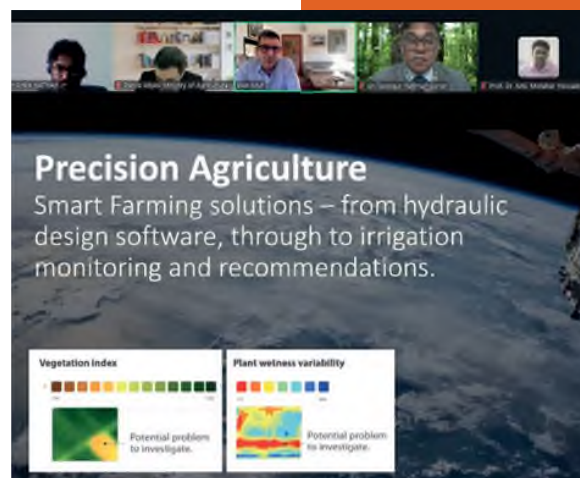 Precision Agriculture
Smart Farming solutions – from hydraulic
design software, through to irrigation
monitoring and recommendations.
Vegetation index
Potential problem
to investigate.
Plant wetness variability
Potential problem
to investigate.